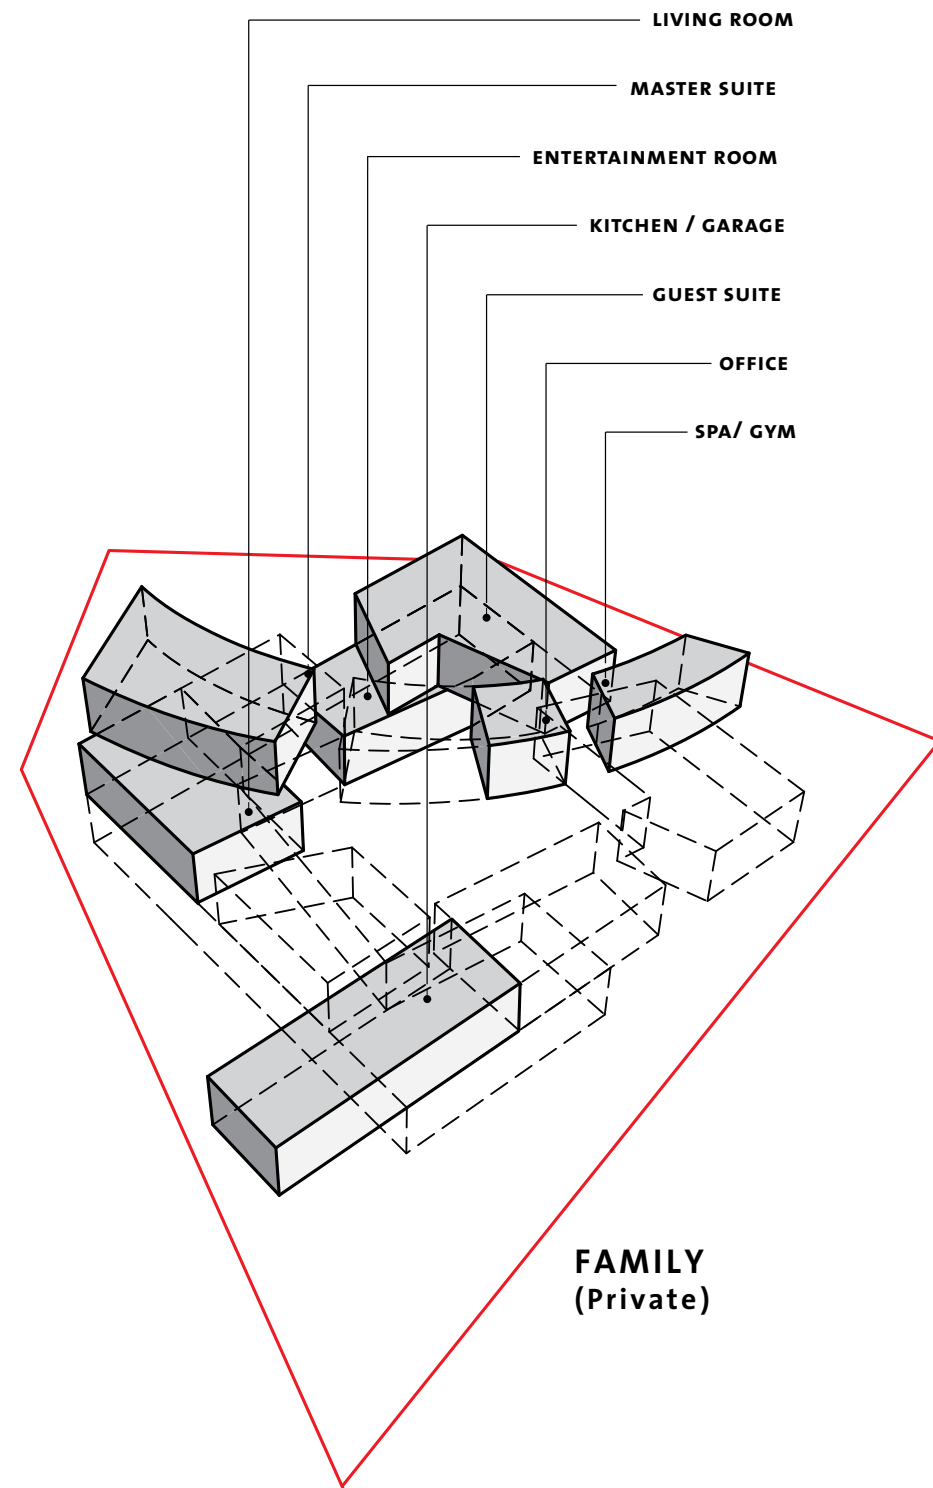 LIVING ROOM
MASTER SUITE
ENTERTAINMENT ROOM
KITCHEN / GARAGE
GUEST SUITE
OFFICE
SPA/ GYM
FAMILY
(Private)